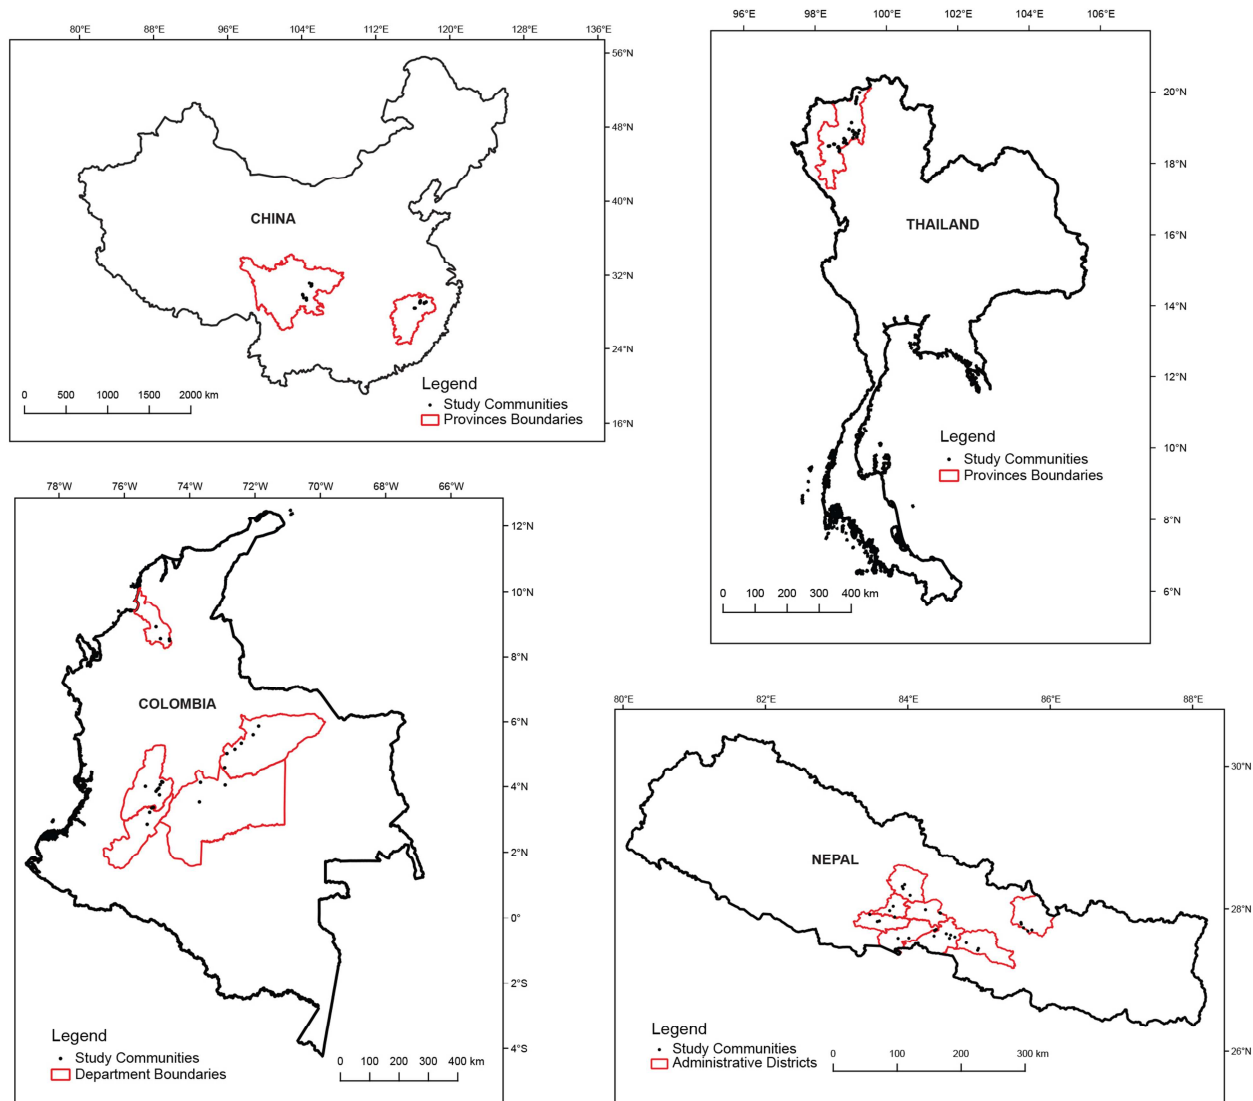 80°E 88°E 96°E 104°E 112°E 120°E 128°E 136°E
56°N
48°N
40°N
32°N
24°N
16°N
CHINA
0 500 1000 1500 2000 km
Legend
Study Communities
Provinces Boundaries
96°E 98°E 100°E 102°E 104°E 106°E
20°N
18°N
16°N
14°N
12°N
10°N
8°N
6°N
THAILAND
Legend
Study Communities
Provinces Boundaries
0 100 200 300 400 km
78°W 76°W 74°W 72°W 70°W 68°W 66°W
12°N
10°N
8°N
6°N
4°N
2°N
0°
2°S
4°S
COLOMBIA
Legend
Study Communities
Department Boundaries
0 100 200 300 400 km
80°E 82°E 84°E 86°E 88°E
30°N
28°N
26°N
NEPAL
Legend
Study Communities
Administrative Districts
0 100 200 300 km